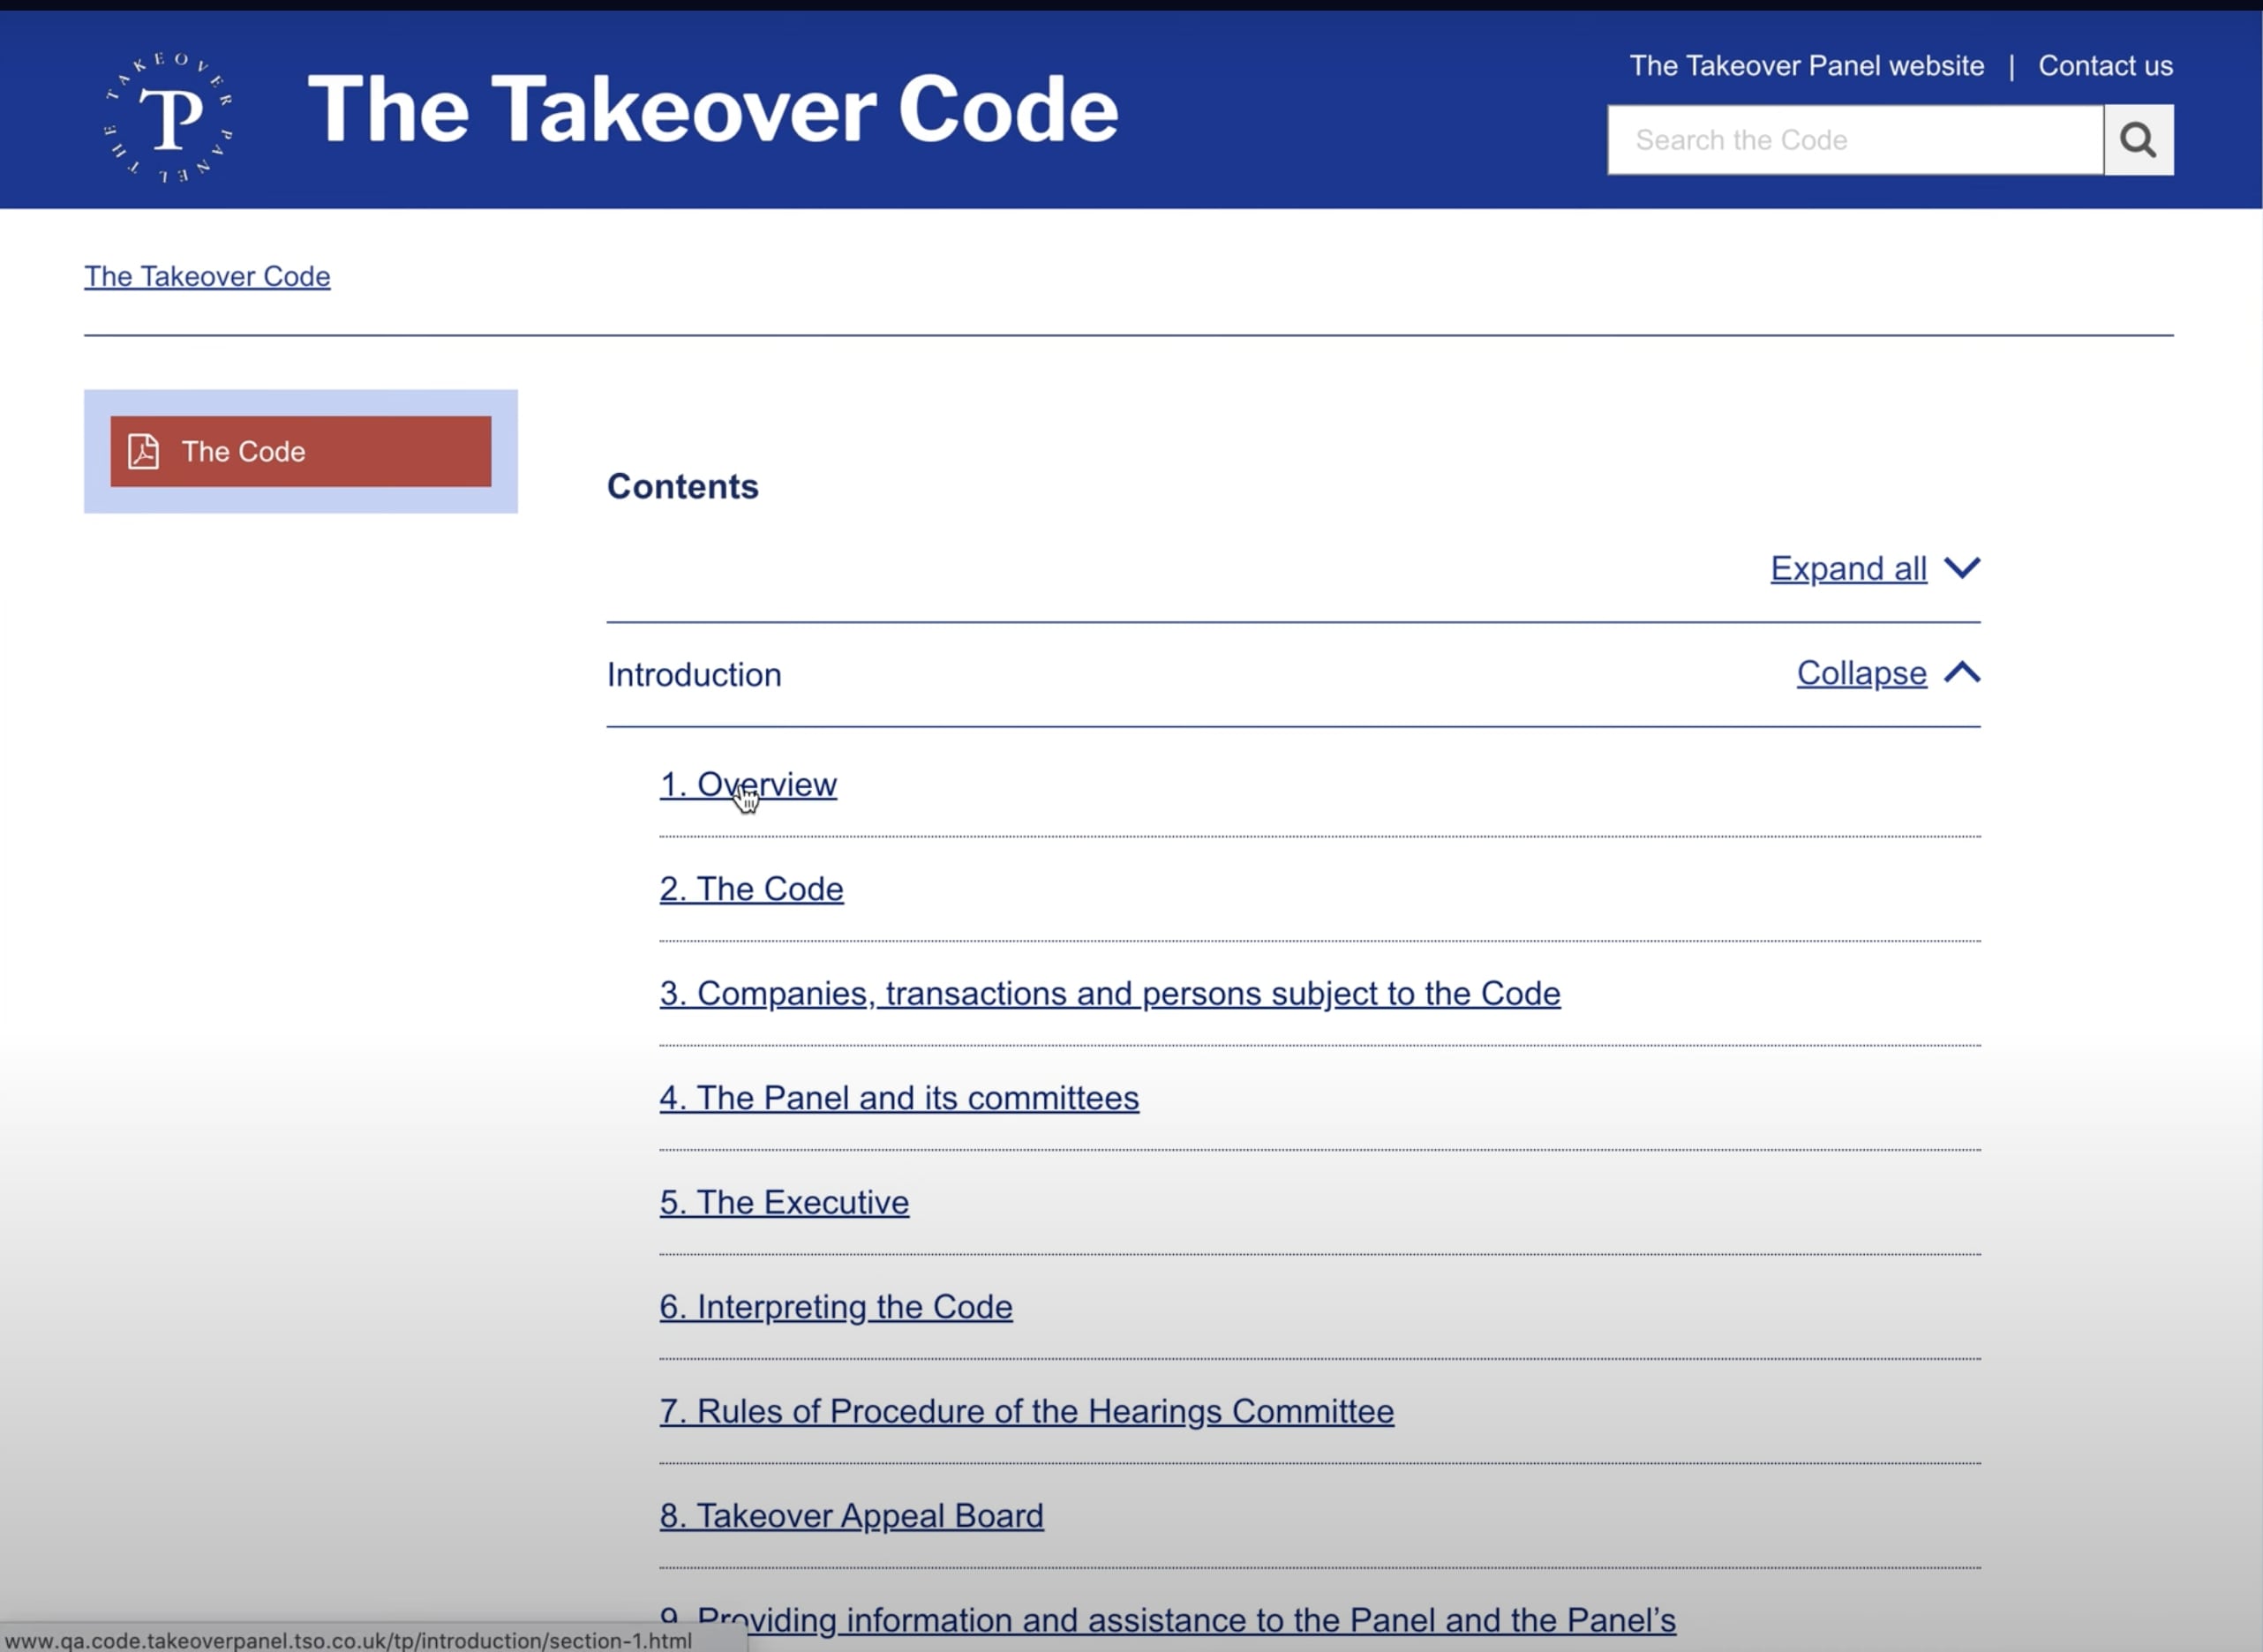 THE TAKEOVER PANEL
TP
The Takeover Code
The Takeover Panel website | Contact us
Search the Code
The Takeover Code
The Code
Contents
Expand all
Introduction
Collapse
1. Overview
2. The Code
3. Companies, transactions and persons subject to the Code
4. The Panel and its committees
5. The Executive
6. Interpreting the Code
7. Rules of Procedure of the Hearings Committee
8. Takeover Appeal Board
9. Providing information and assistance to the Panel and the Panel’s
www.qa.code.takeoverpanel.tso.co.uk/tp/introduction/section-1.html